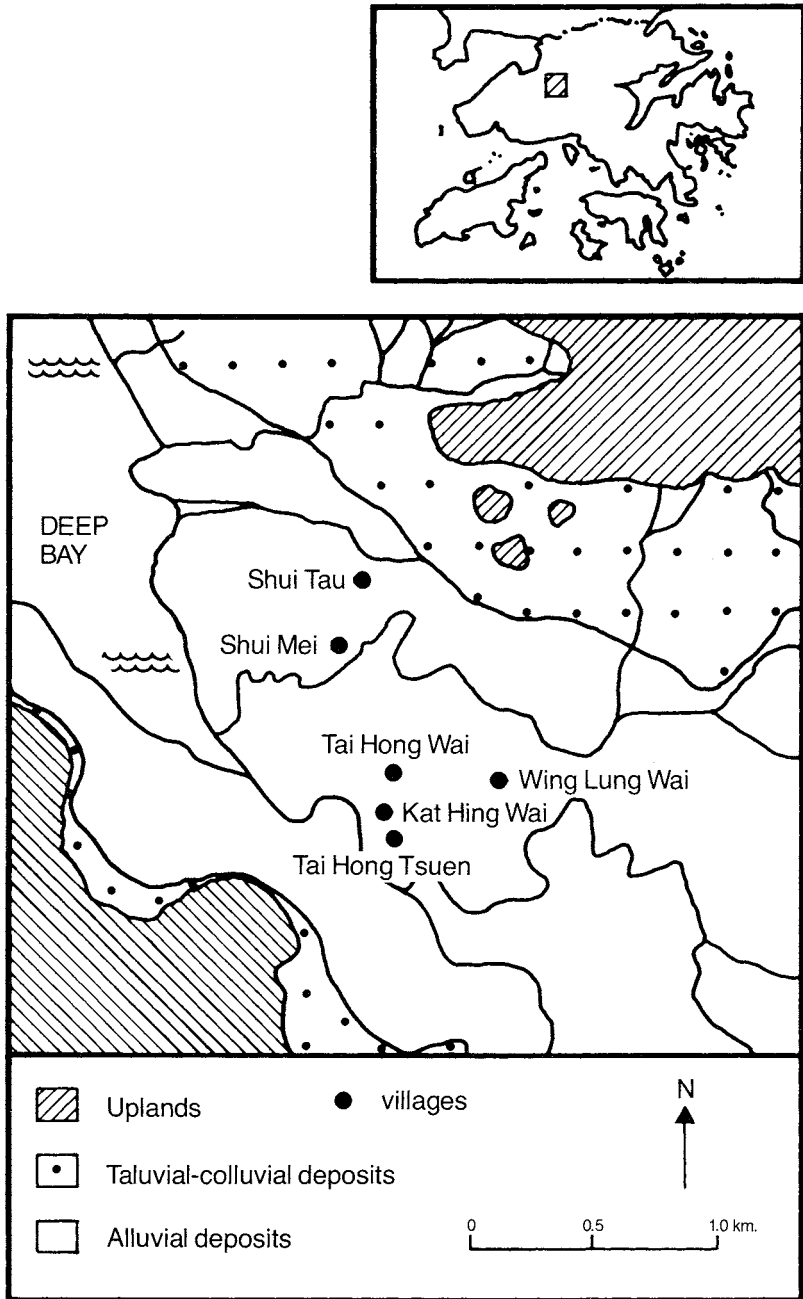 DEEP
BAY
Shui Tau
Shui Mei
Tai Hong Wai
Wing Lung Wai
Kat Hing Wai
Tai Hong Tsuen
Uplands
villages
N
Taluvial-colluvial deposits
Alluvial deposits
0 0.5 1.0 km.